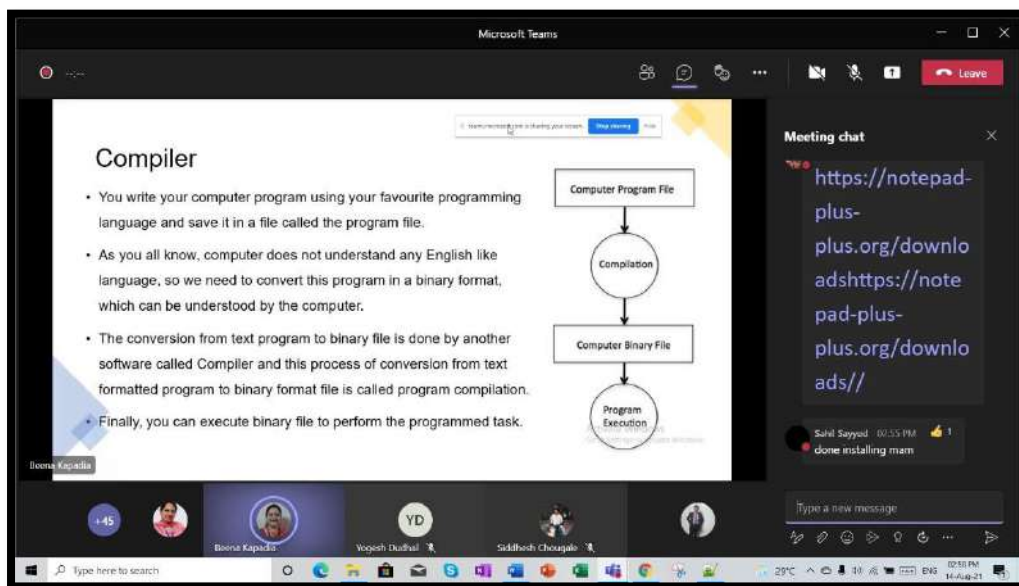 Microsoft Teams
--:--
Leave
Stop sharing
Hide
Compiler
• You write your computer program using your favourite programming
language and save it in a file called the program file.
• As you all know, computer does not understand any English like
language, so we need to convert this program in a binary format,
which can be understood by the computer.
• The conversion from text program to binary file is done by another
software called Compiler and this process of conversion from text
formatted program to binary format file is called program compilation.
• Finally, you can execute binary file to perform the programmed task.
Computer Program File
Compilation
Computer Binary File
Program
Execution
Activate Windows
Beena Kapadia
Meeting chat
https://notepad-
plus-
plus.org/downlo
adshttps://note
pad-plus-
plus.org/downlo
ads//
Sahil Sayyed 02:55 PM 1
done installing mam
Type a new message
+45
Beena Kapadia
YD
Yogesh Dudhal
Siddhesh Chougale
Type here to search
29°C
ENG
02:58 PM
14-Aug-21